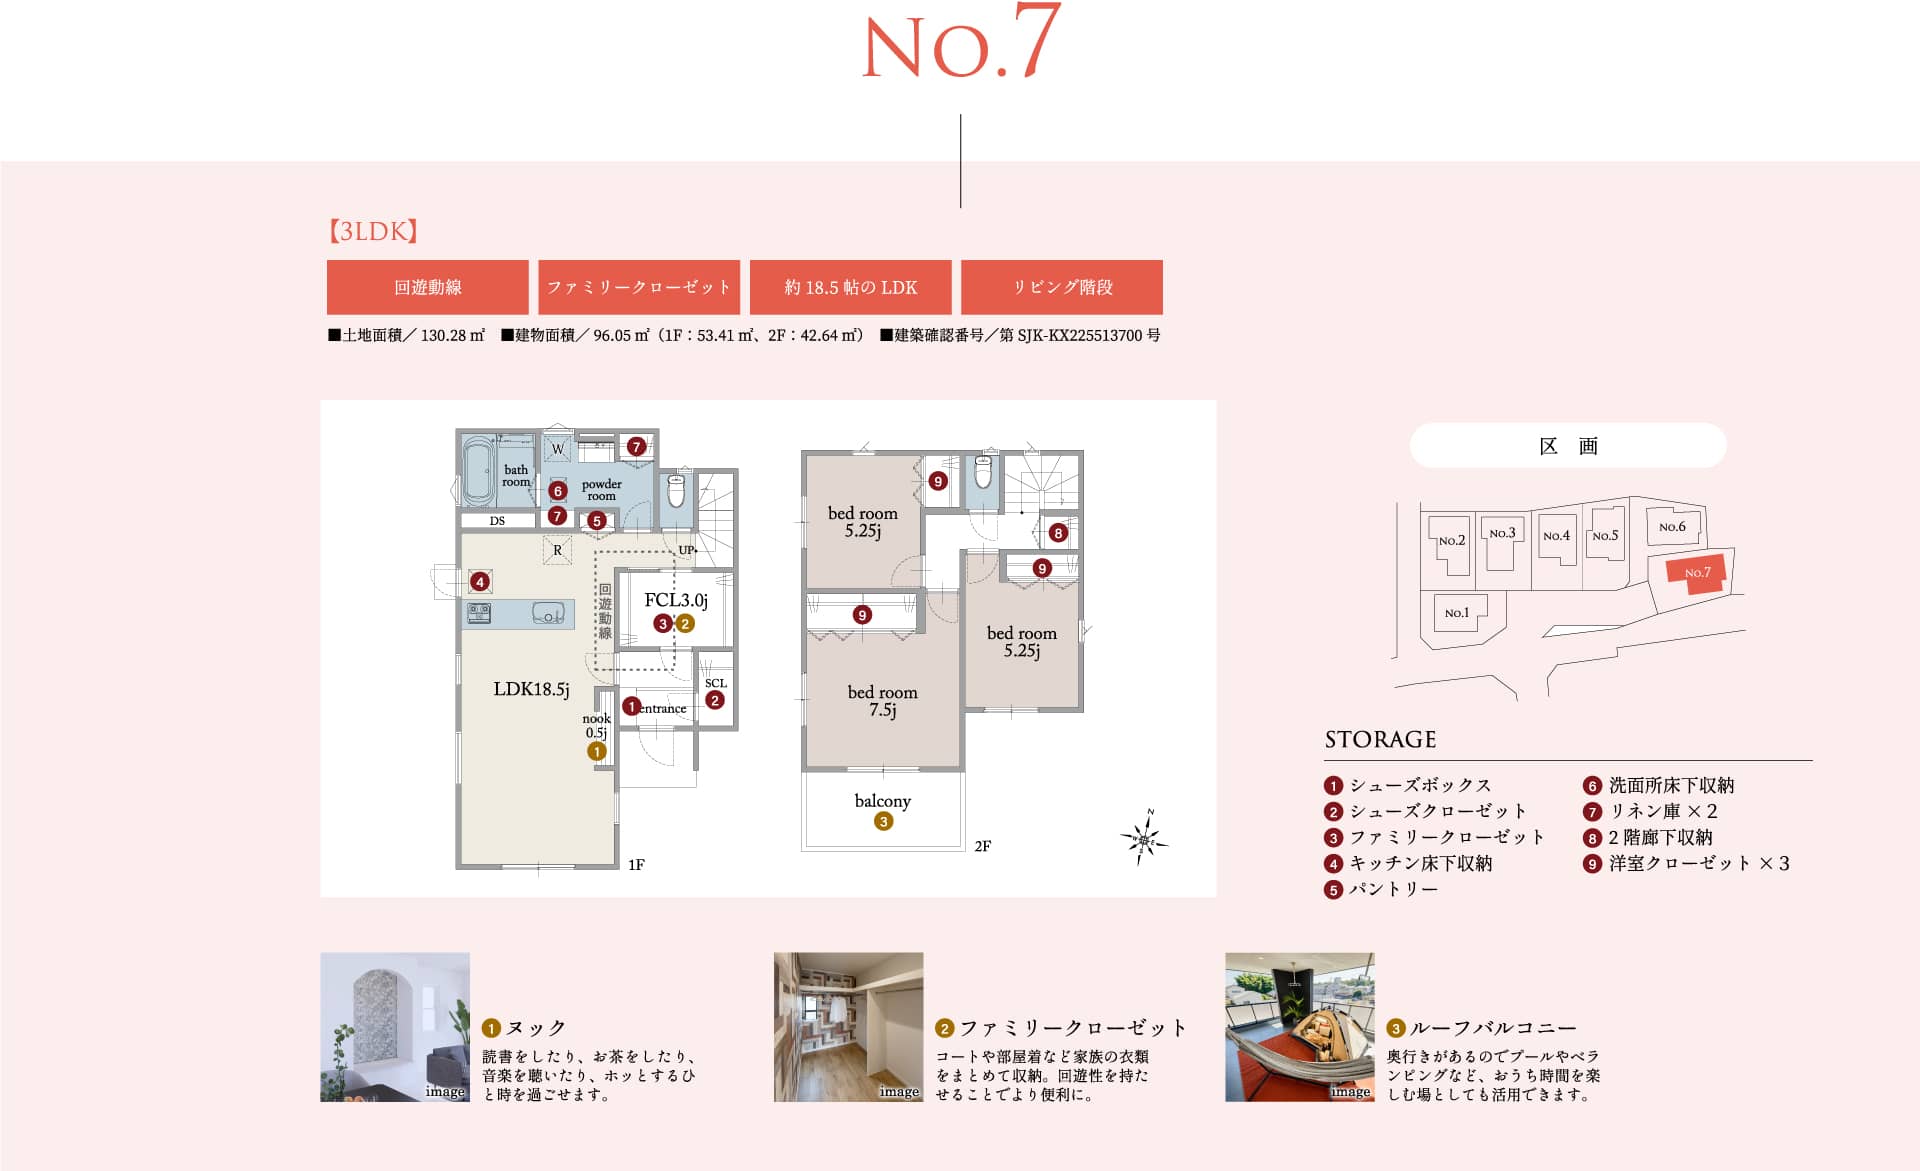 No.7
【3LDK】
回遊動線
ファミリークローゼット
約 18.5 帖の LDK
リビング階段
■土地面積／ 130.28 ㎡ ■建物面積／ 96.05 ㎡（1F：53.41 ㎡、2F：42.64 ㎡） ■建築確認番号／第 SJK-KX225513700 号
bath room
W
7
6
powder room
7
5
DS
R
UP
4
回遊動線
FCL3.0j
3 2
LDK18.5j
SCL
2
1 entrance
nook 0.5j
1
1F
bed room
5.25j
9
8
9
9
bed room
5.25j
bed room
7.5j
balcony
3
2F
N
E
S
W
区 画
No.2
No.3
No.4
No.5
No.6
No.7
No.1
STORAGE
1 シューズボックス
2 シューズクローゼット
3 ファミリークローゼット
4 キッチン床下収納
5 パントリー
6 洗面所床下収納
7 リネン庫 × 2
8 2 階廊下収納
9 洋室クローゼット × 3
image
1 ヌック
読書をしたり、お茶をしたり、
音楽を聴いたり、ホッとするひ
と時を過ごせます。
image
2 ファミリークローゼット
コートや部屋着など家族の衣類
をまとめて収納。回遊性を持た
せることでより便利に。
image
3 ルーフバルコニー
奥行きがあるのでプールやベラ
ンピングなど、おうち時間を楽
しむ場としても活用できます。